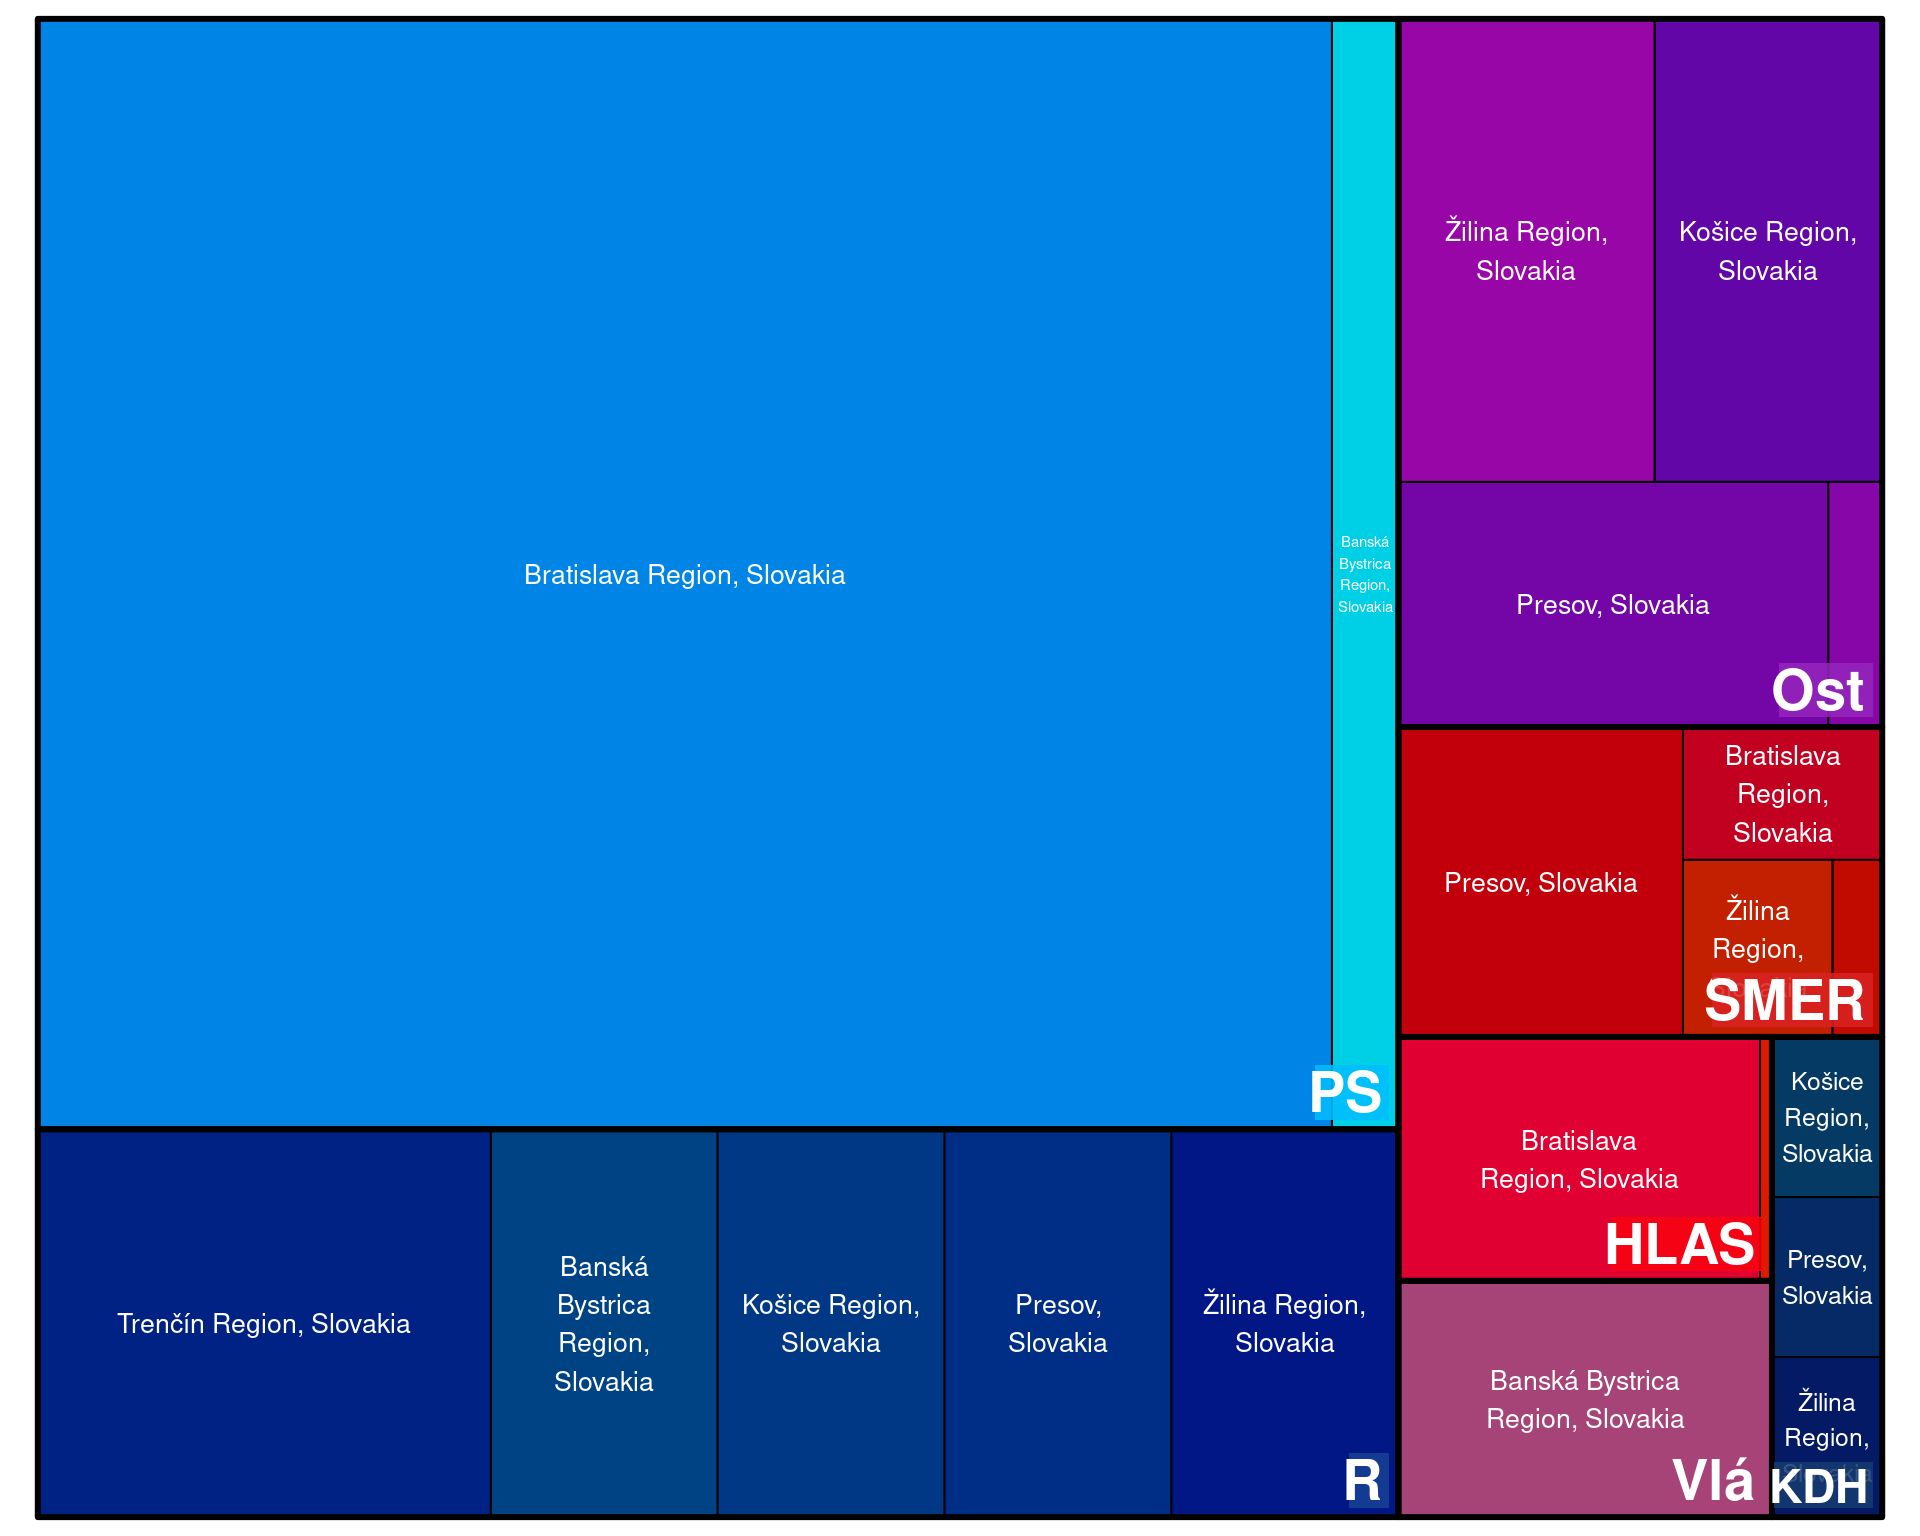 Bratislava Region, Slovakia
Banská
Bystrica
Region,
Slovakia
PS
Trenčín Region, Slovakia
Banská
Bystrica
Region,
Slovakia
Košice Region,
Slovakia
Presov,
Slovakia
Žilina Region,
Slovakia
R
Žilina Region,
Slovakia
Košice Region,
Slovakia
Presov, Slovakia
Ost
Presov, Slovakia
Bratislava
Region,
Slovakia
Žilina
Region,
SMER
Bratislava
Region, Slovakia
HLAS
Banská Bystrica
Region, Slovakia
Vlá
Košice
Region,
Slovakia
Presov,
Slovakia
Žilina
Region,
KDH